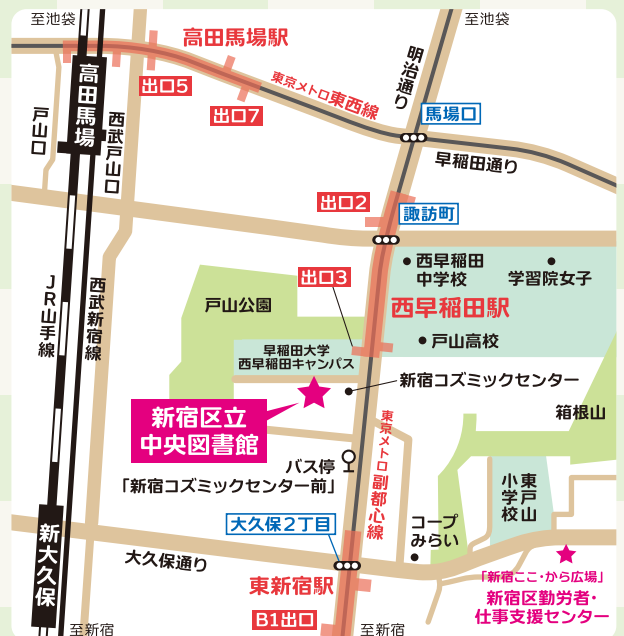 至池袋
至池袋
高田馬場駅
高田馬場
出口5
出口7
東京メトロ東西線
明治通り
馬場口
早稲田通り
戸山口
西武戸山口
出口2
諏訪町
西早稲田
中学校
学習院女子
出口3
西早稲田駅
戸山公園
戸山高校
JR山手線
西武新宿線
早稲田大学
西早稲田キャンパス
新宿コズミックセンター
新宿区立
中央図書館
箱根山
東京メトロ副都心線
バス停
「新宿コズミックセンター前」
東戸山
小学校
大久保2丁目
コープ
みらい
新大久保
大久保通り
東新宿駅
「新宿ここ・から広場」
新宿区勤労者・
仕事支援センター
B1出口
至新宿
至新宿